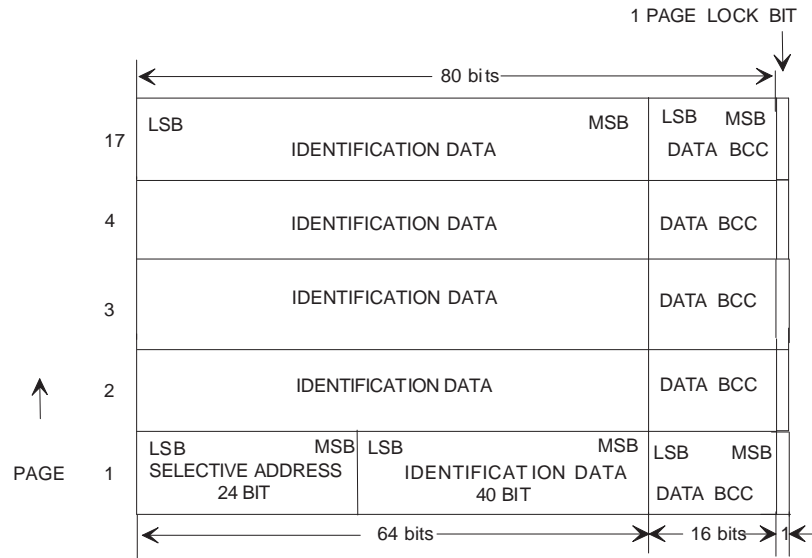 1 PAGE LOCK BIT
80 bits
17 LSB MSB LSB MSB
IDENTIFICATION DATA DATA BCC
4 IDENTIFICATION DATA DATA BCC
3 IDENTIFICATION DATA DATA BCC
2 IDENTIFICATION DATA DATA BCC
LSB MSB LSB MSB LSB MSB
PAGE 1 SELECTIVE ADDRESS IDENTIFICATION DATA
24 BIT 40 BIT DATA BCC
64 bits 16 bits 1